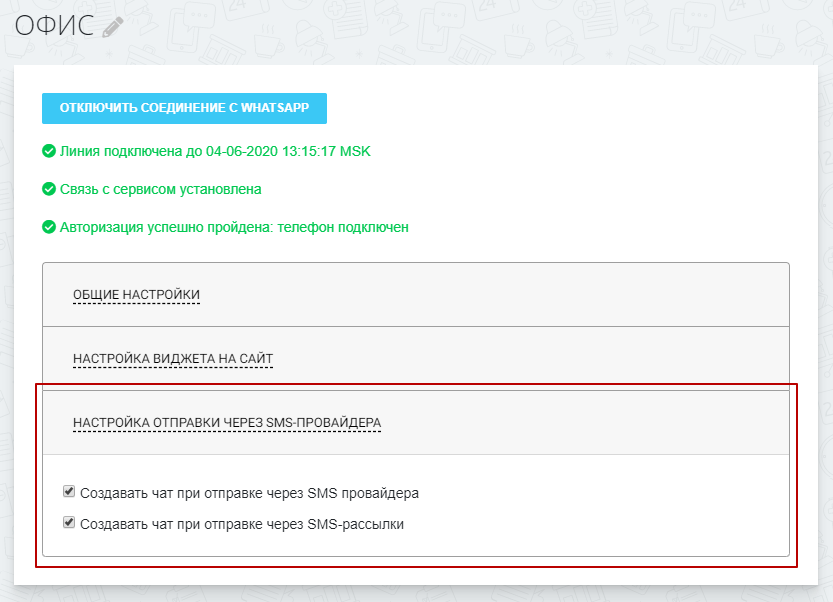 ОФИС
ОТКЛЮЧИТЬ СОЕДИНЕНИЕ С WHATSAPP
Линия подключена до 04-06-2020 13:15:17 MSK
Связь с сервисом установлена
Авторизация успешно пройдена: телефон подключен
ОБЩИЕ НАСТРОЙКИ
НАСТРОЙКА ВИДЖЕТА НА САЙТ
НАСТРОЙКА ОТПРАВКИ ЧЕРЕЗ SMS-ПРОВАЙДЕРА
Создавать чат при отправке через SMS провайдера
Создавать чат при отправке через SMS-рассылки